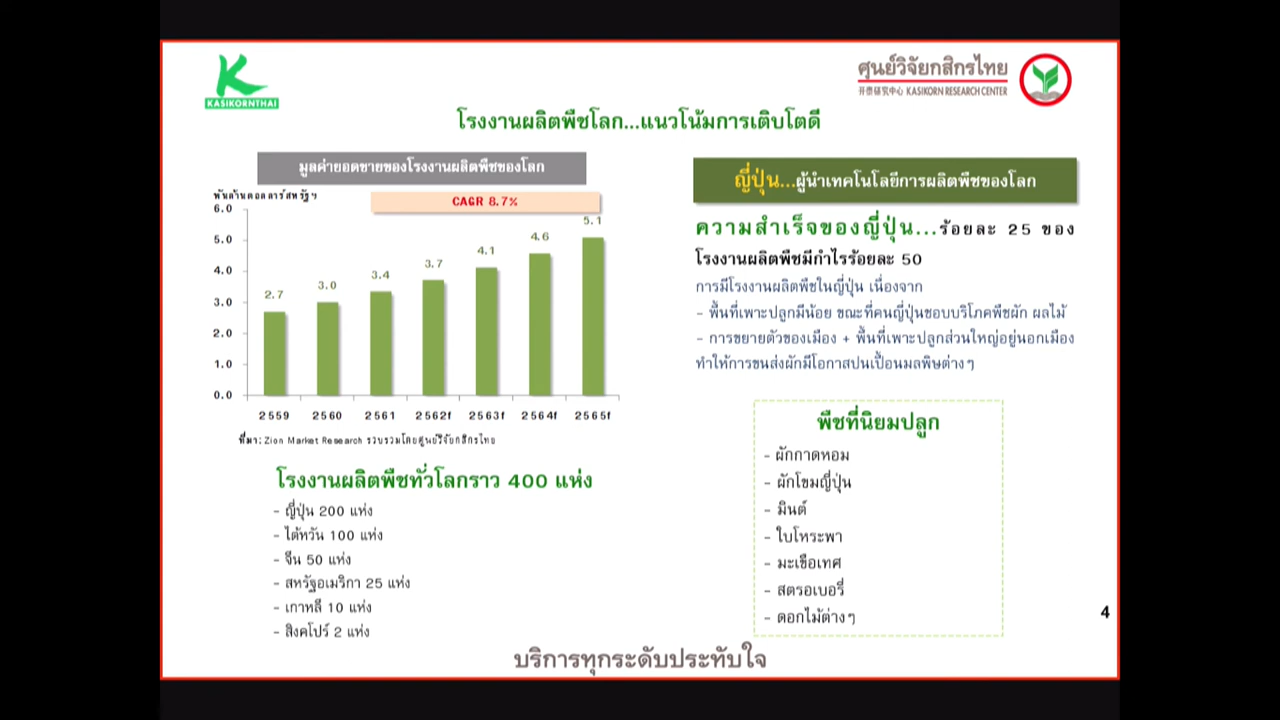 KASIKORNTHAI
ศูนย์วิจัยกสิกรไทย
开泰研究中心 KASIKORN RESEARCH CENTER
โรงงานผลิตพืชโลก...แนวโน้มการเติบโตดี
มูลค่ายอดขายของโรงงานผลิตพืชของโลก
พันล้านดอลลาร์สหรัฐฯ
CAGR 8.7%
6.0
5.0
4.0
3.0
2.0
1.0
0.0
2.7
3.0
3.4
3.7
4.1
4.6
5.1
2559 2560 2561 2562f 2563f 2564f 2565f
ที่มา: Zion Market Research รวบรวมโดยศูนย์วิจัยกสิกรไทย
โรงงานผลิตพืชทั่วโลกราว 400 แห่ง
- ญี่ปุ่น 200 แห่ง
- ไต้หวัน 100 แห่ง
- จีน 50 แห่ง
- สหรัฐอเมริกา 25 แห่ง
- เกาหลี 10 แห่ง
- สิงคโปร์ 2 แห่ง
ญี่ปุ่น...ผู้นำเทคโนโลยีการผลิตพืชของโลก
ความสำเร็จของญี่ปุ่น...ร้อยละ 25 ของ
โรงงานผลิตพืชมีกำไรร้อยละ 50
การมีโรงงานผลิตพืชในญี่ปุ่น เนื่องจาก
- พื้นที่เพาะปลูกมีน้อย ขณะที่คนญี่ปุ่นชอบบริโภคพืชผัก ผลไม้
- การขยายตัวของเมือง + พื้นที่เพาะปลูกส่วนใหญ่อยู่นอกเมือง
ทำให้การขนส่งผักมีโอกาสปนเปื้อนมลพิษต่างๆ
พืชที่นิยมปลูก
- ผักกาดหอม
- ผักโขมญี่ปุ่น
- มินต์
- ใบโหระพา
- มะเขือเทศ
- สตรอเบอรี่
- ดอกไม้ต่างๆ
4
บริการทุกระดับประทับใจ